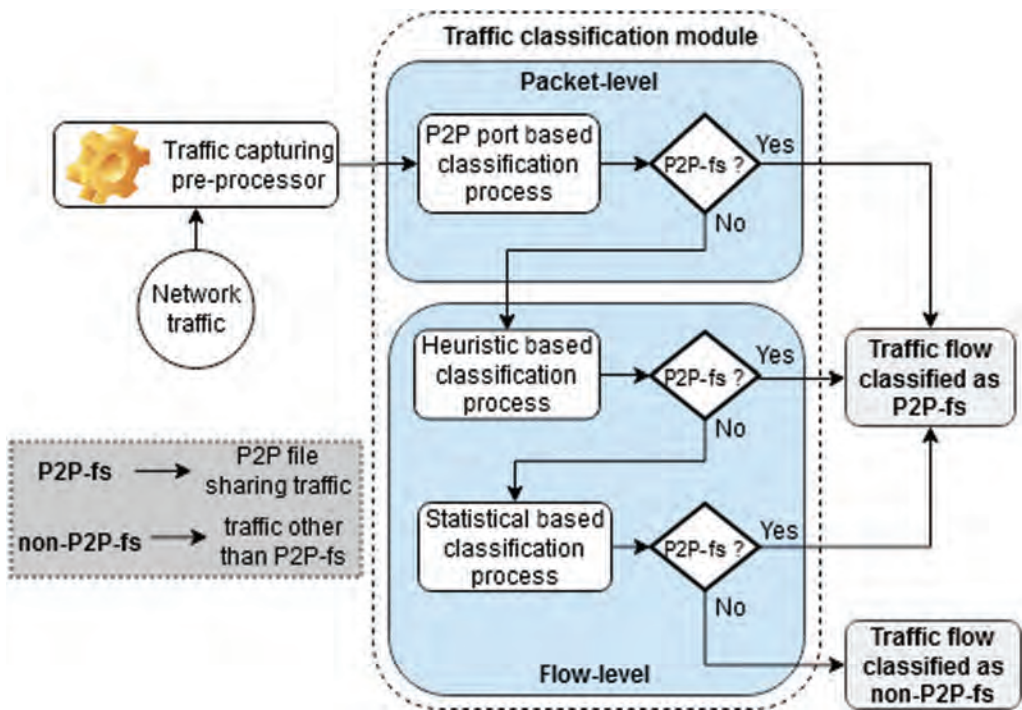 Traffic classification module
Packet-level
Traffic capturing
pre-processor
P2P port based
classification
process
P2P-fs ?
Yes
No
Network
traffic
Heuristic based
classification
process
P2P-fs ?
Yes
No
Traffic flow
classified as
P2P-fs
P2P-fs
P2P file
sharing traffic
non-P2P-fs
traffic other
than P2P-fs
Statistical based
classification
process
P2P-fs ?
Yes
No
Flow-level
Traffic flow
classified as
non-P2P-fs